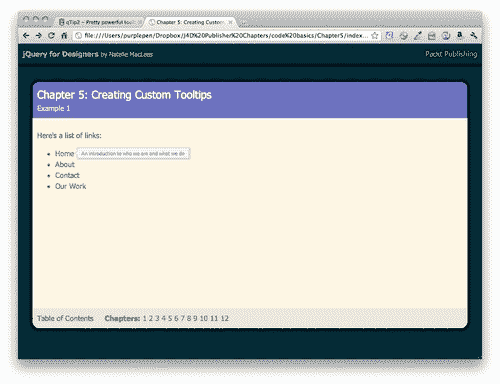 qTip2 - Pretty powerful toolt
Chapter 5: Creating Custom
file:///Users/purplepen/Dropbox/J4D%20Publisher%20Chapters/code%20basics/Chapter5/index...
jQuery for Designers by Natalie MacLees
Packt Publishing
Chapter 5: Creating Custom Tooltips
Example 1
Here's a list of links:
Home An introduction to who we are and what we do
About
Contact
Our Work
Table of Contents Chapters: 1 2 3 4 5 6 7 8 9 10 11 12